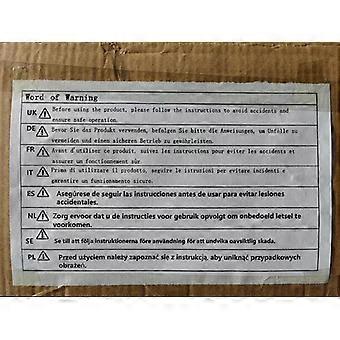 Word of Warning
UK Before using the product, please follow the instructions to avoid accidents and
ensure safe operation.
DE Bevor Sie das Produkt verwenden, befolgen Sie bitte die Anweisungen, um Unfälle zu
vermeiden und einen sicheren Betrieb zu gewährleisten.
FR Avant d'utiliser ce produit, suivez les instructions pour éviter les accidents et
assurer un fonctionnement sûr.
IT Prima di utilizzare il prodotto, seguire le istruzioni per evitare incidenti e
garantire un funzionamento sicuro.
ES Asegúrese de seguir las instrucciones antes de usar para evitar lesiones
accidentales.
NL Zorg ervoor dat u de instructies voor gebruik opvolgt om onbedoeld letsel te
voorkomen.
SE Se till att följa instruktionerna före användning för att undvika oavsiktlig skada.
PL Przed użyciem należy zapoznać się z instrukcją, aby uniknąć przypadkowych
obrażeń.